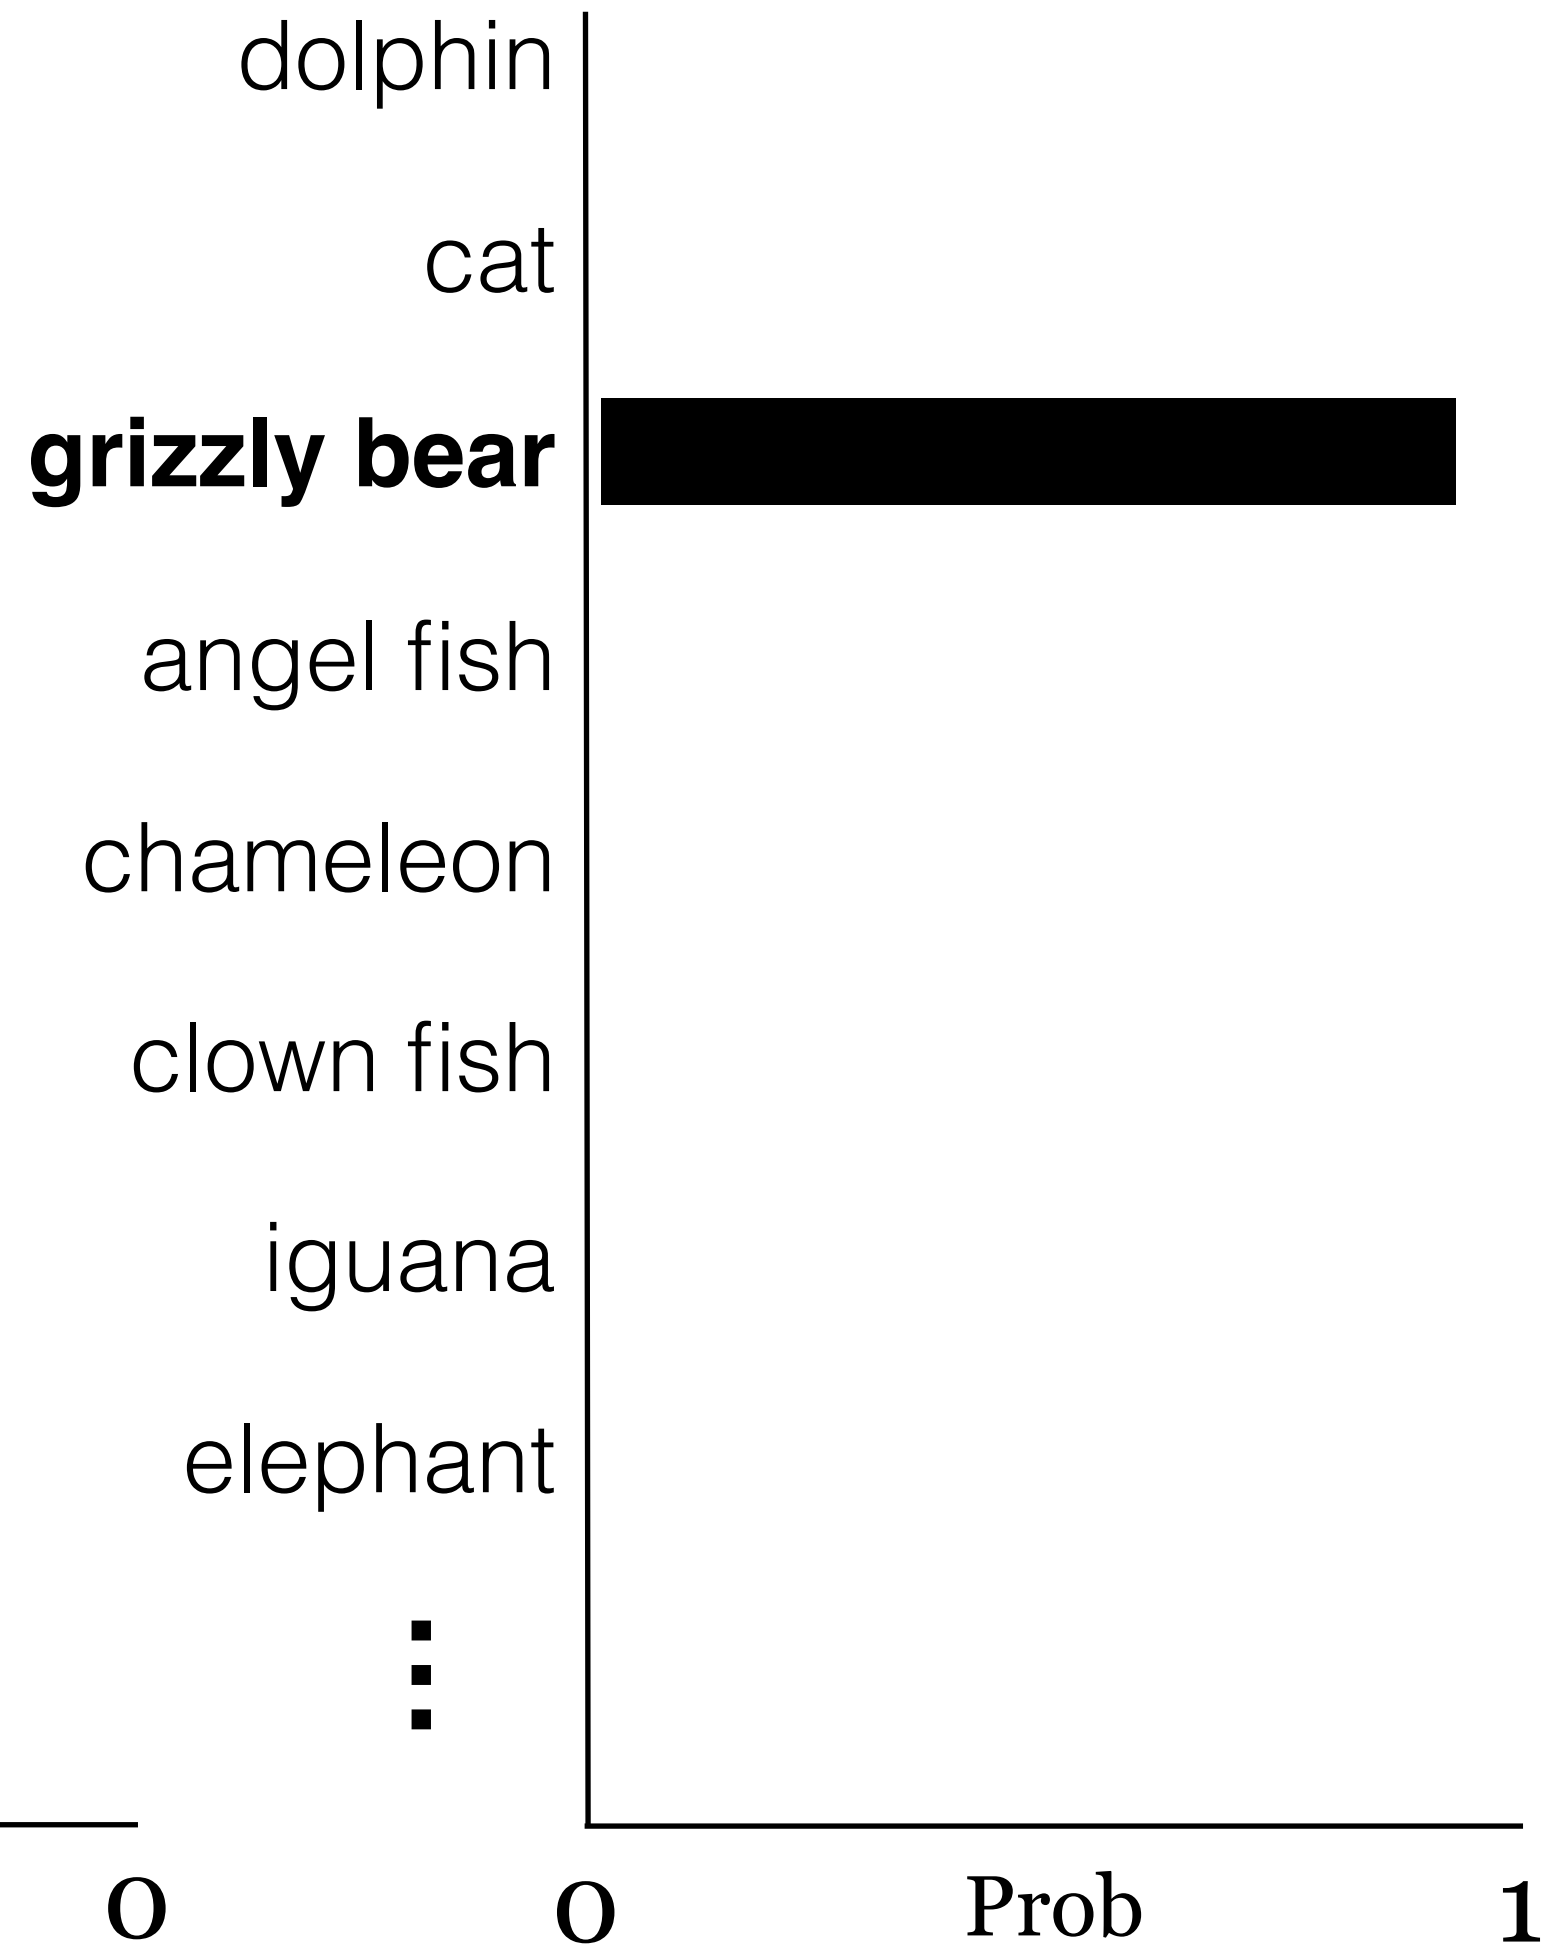 dolphin
cat
grizzly bear
angel fish
chameleon
clown fish
iguana
elephant
⋮
0 0 Prob 1